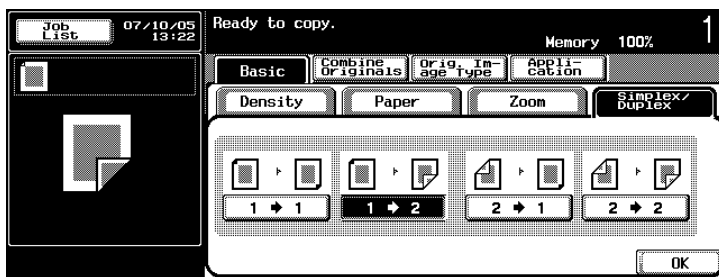 Job
List
07/10/05
13:22
Ready to copy.
Memory 100%
1
Basic
Combine
Originals
Orig. Im-
age Type
Appli-
cation
Density
Paper
Zoom
Simplex/
Duplex
1 ➔ 1
1 ➔ 2
2 ➔ 1
2 ➔ 2
OK